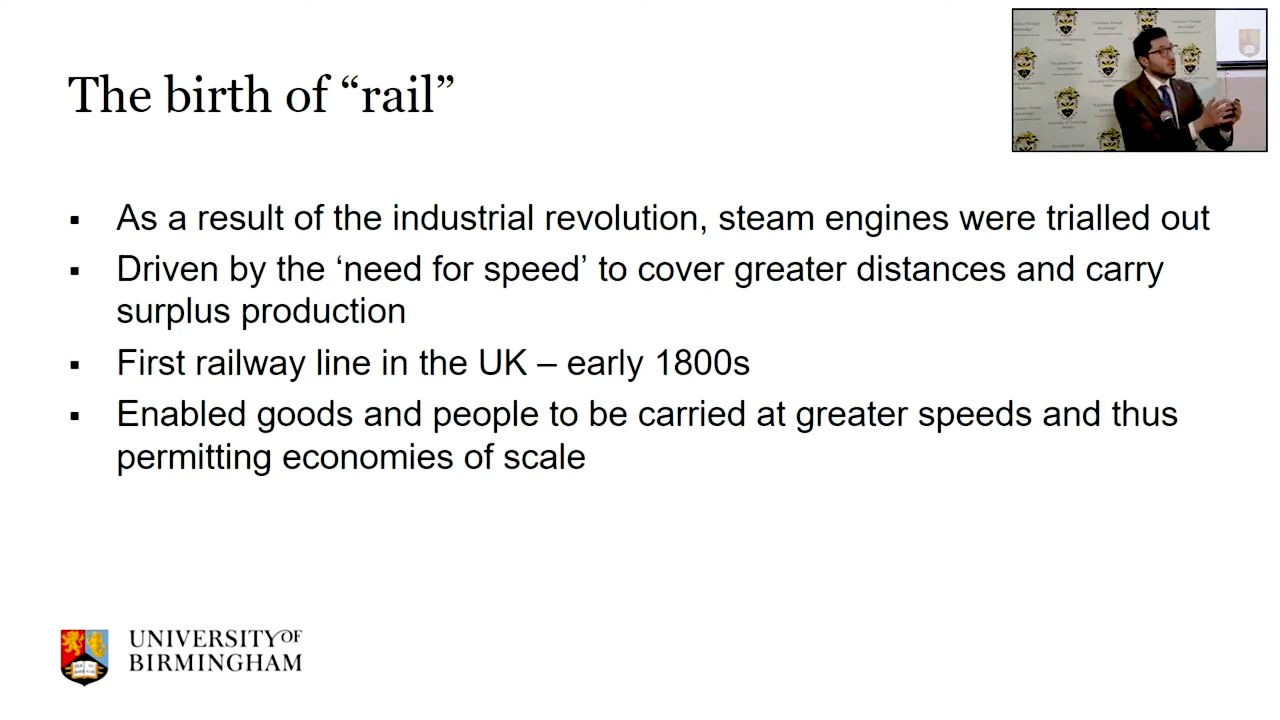 The birth of “rail”
▪ As a result of the industrial revolution, steam engines were trialled out
▪ Driven by the ‘need for speed’ to cover greater distances and carry
surplus production
▪ First railway line in the UK – early 1800s
▪ Enabled goods and people to be carried at greater speeds and thus
permitting economies of scale
UNIVERSITY OF
BIRMINGHAM